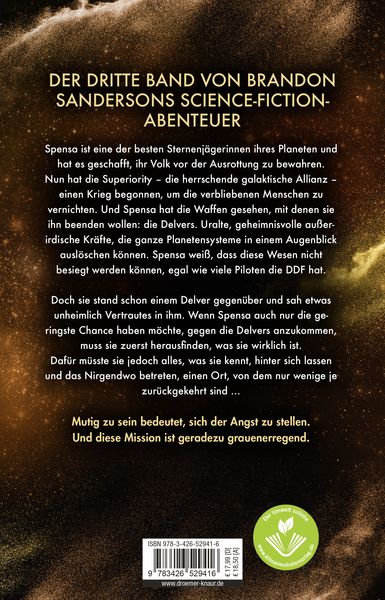 DER DRITTE BAND VON BRANDON
SANDERSONS SCIENCE-FICTION-
ABENTEUER
Spensa ist eine der besten Sternenjägerinnen ihres Planeten und
hat es geschafft, ihr Volk vor der Ausrottung zu bewahren.
Nun hat die Superiority – die herrschende galaktische Allianz –
einen Krieg begonnen, um die verbliebenen Menschen zu
vernichten. Und Spensa hat die Waffen gesehen, mit denen sie
ihn beenden wollen: die Delvers. Uralte, geheimnisvolle außer-
irdische Kräfte, die ganze Planetensysteme in einem Augenblick
auslöschen können. Spensa weiß, dass diese Wesen nicht
besiegt werden können, egal wie viele Piloten die DDF hat.
Doch sie stand schon einem Delver gegenüber und sah etwas
unheimlich Vertrautes in ihm. Wenn Spensa auch nur die ge-
ringste Chance haben möchte, gegen die Delvers anzukommen,
muss sie zuerst herausfinden, was sie wirklich ist.
Dafür müsste sie jedoch alles, was sie kennt, hinter sich lassen
und das Nirgendwo betreten, einen Ort, von dem nur wenige je
zurückgekehrt sind ...
Mutig zu sein bedeutet, sich der Angst zu stellen.
Und diese Mission ist geradezu grauenerregend.
ISBN 978-3-426-52941-6
9 783426 529416
www.droemer-knaur.de
€ 17,99 [D]
€ 18,50 [A]
Der Umwelt zuliebe
www.klimaneutralerverlag.de